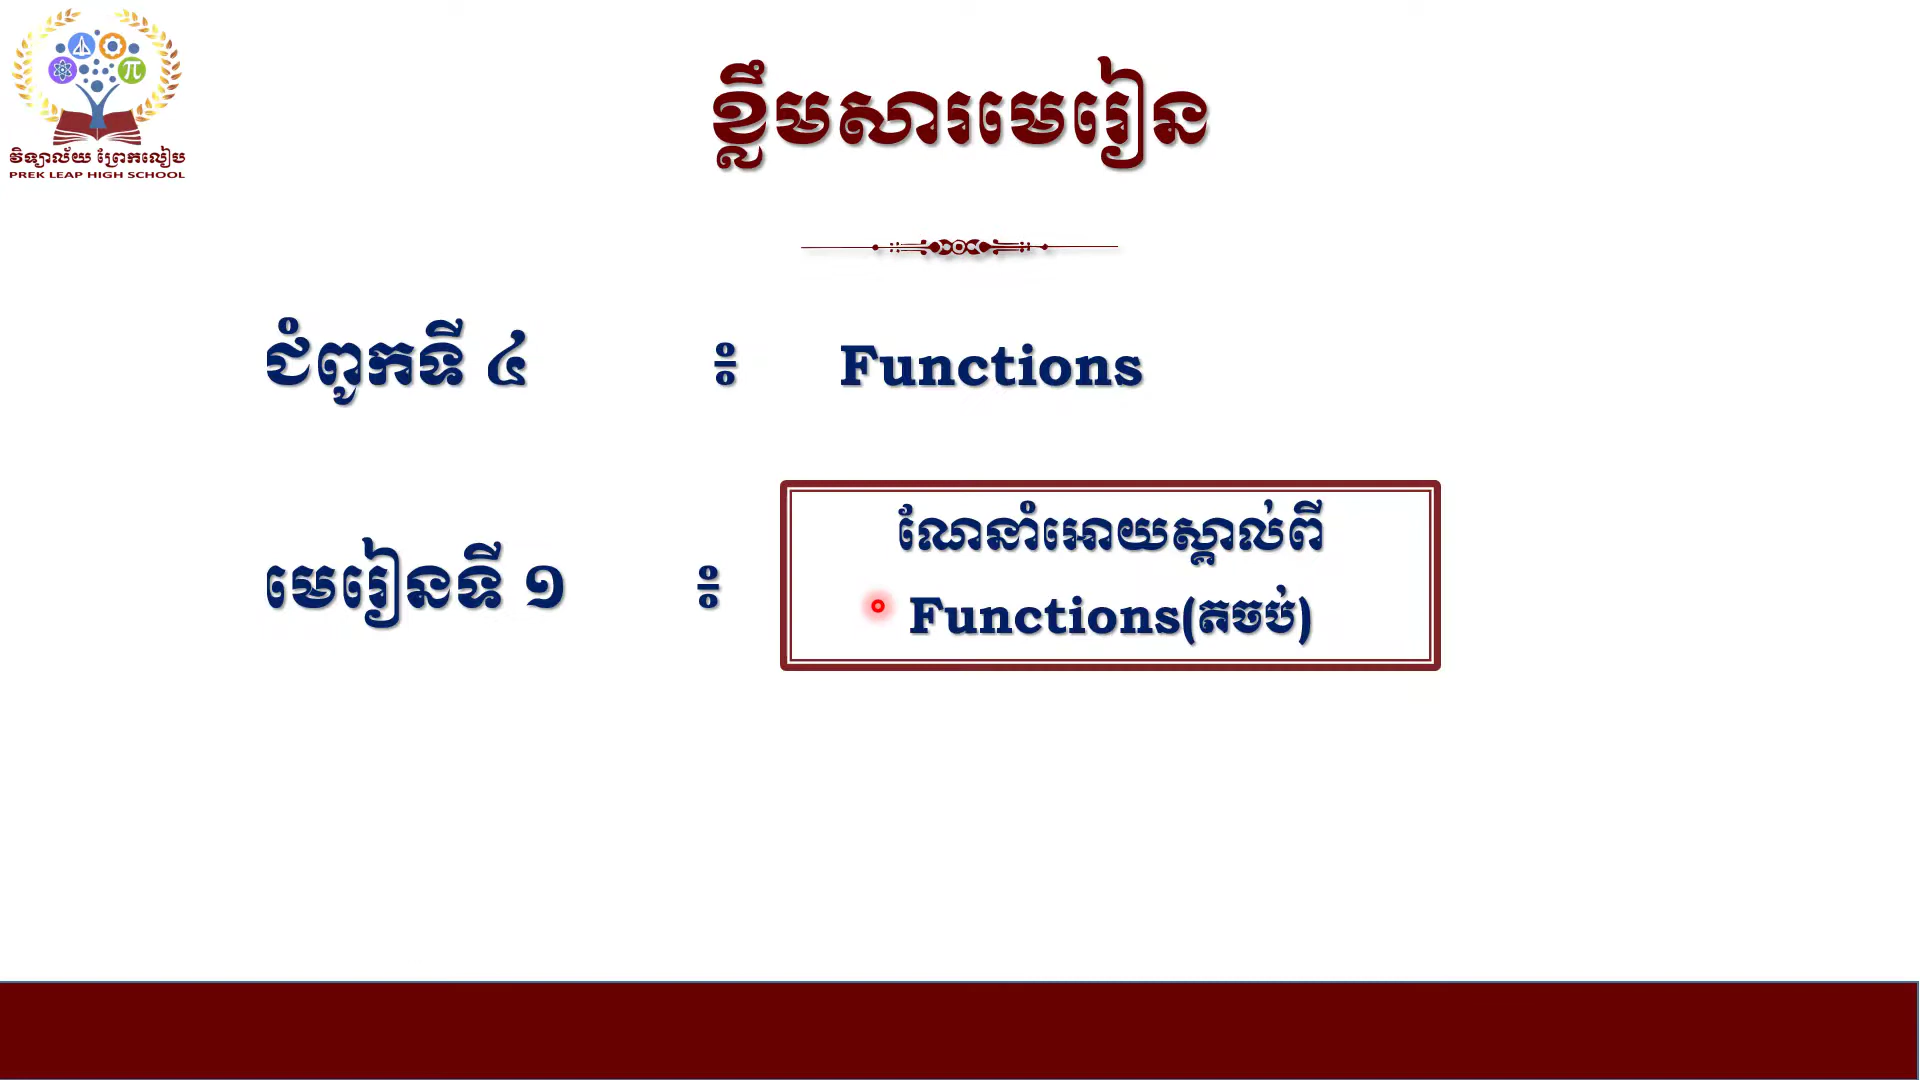 វិទ្យាល័យ ព្រែកលៀប
PREK LEAP HIGH SCHOOL
ខ្លឹមសារមេរៀន
ជំពូកទី ៤ ៖ Functions
មេរៀនទី ១ ៖ ណែនាំអោយស្គាល់ពី
Functions(តចប់)